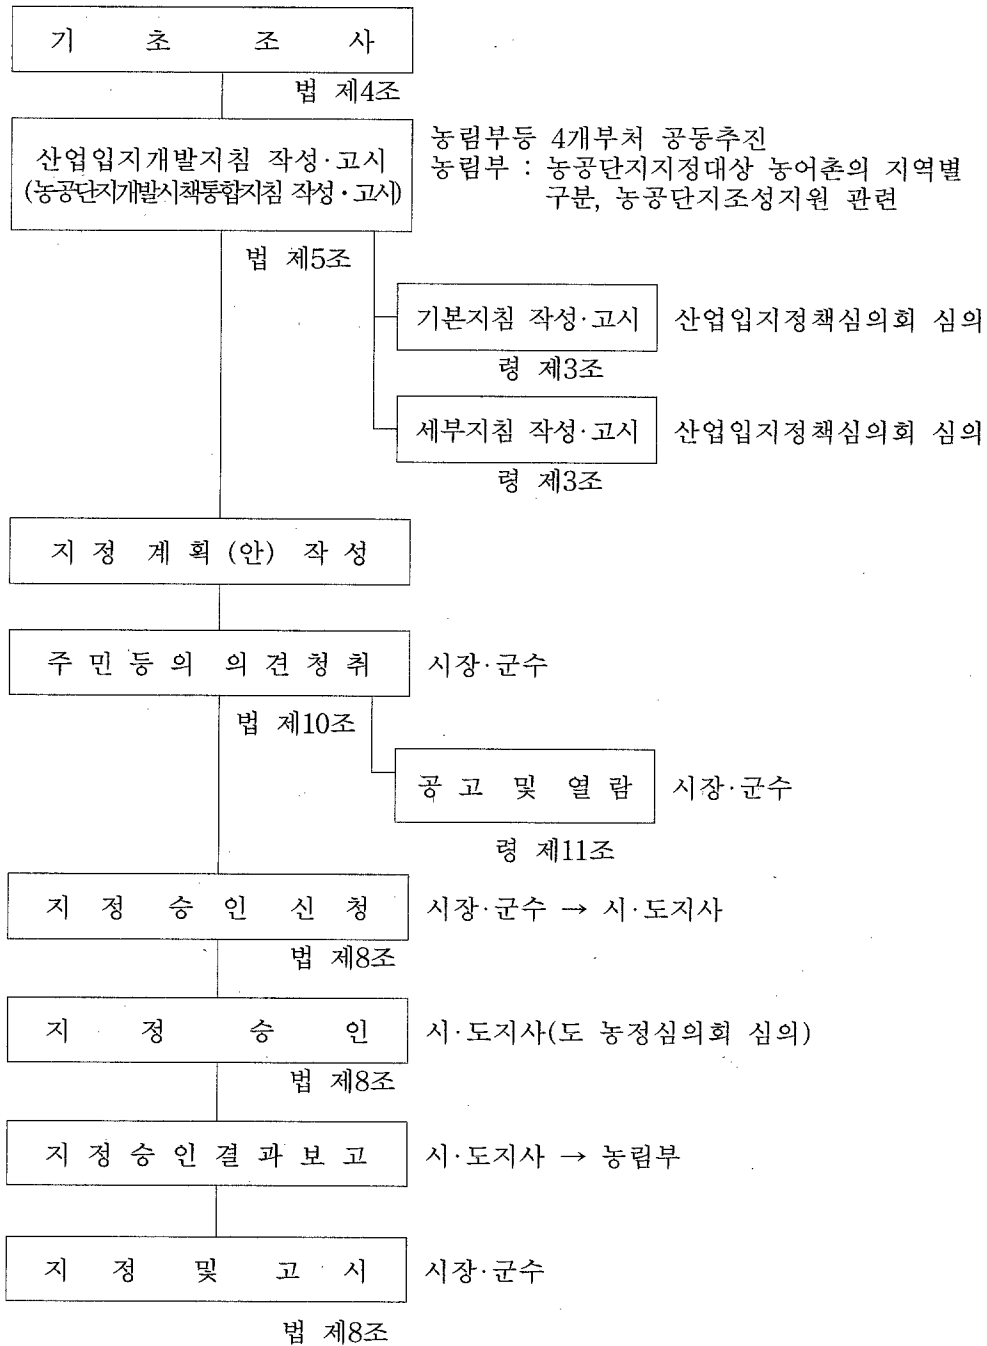 기 초 조 사
법 제4조
산업입지개발지침 작성·고시
(농공단지개발시책통합지침 작성·고시)
농림부등 4개부처 공동추진
농림부 : 농공단지지정대상 농어촌의 지역별
구분, 농공단지조성지원 관련
법 제5조
기본지침 작성·고시 산업입지정책심의회 심의
령 제3조
세부지침 작성·고시 산업입지정책심의회 심의
령 제3조
지 정 계 획 (안) 작 성
주 민 등 의 의 견 청 취 시장·군수
법 제10조
공 고 및 열 람 시장·군수
령 제11조
지 정 승 인 신 청 시장·군수 → 시·도지사
법 제8조
지 정 승 인 시·도지사(도 농정심의회 심의)
법 제8조
지 정 승 인 결 과 보 고 시·도지사 → 농림부
지 정 및 고 시 시장·군수
법 제8조